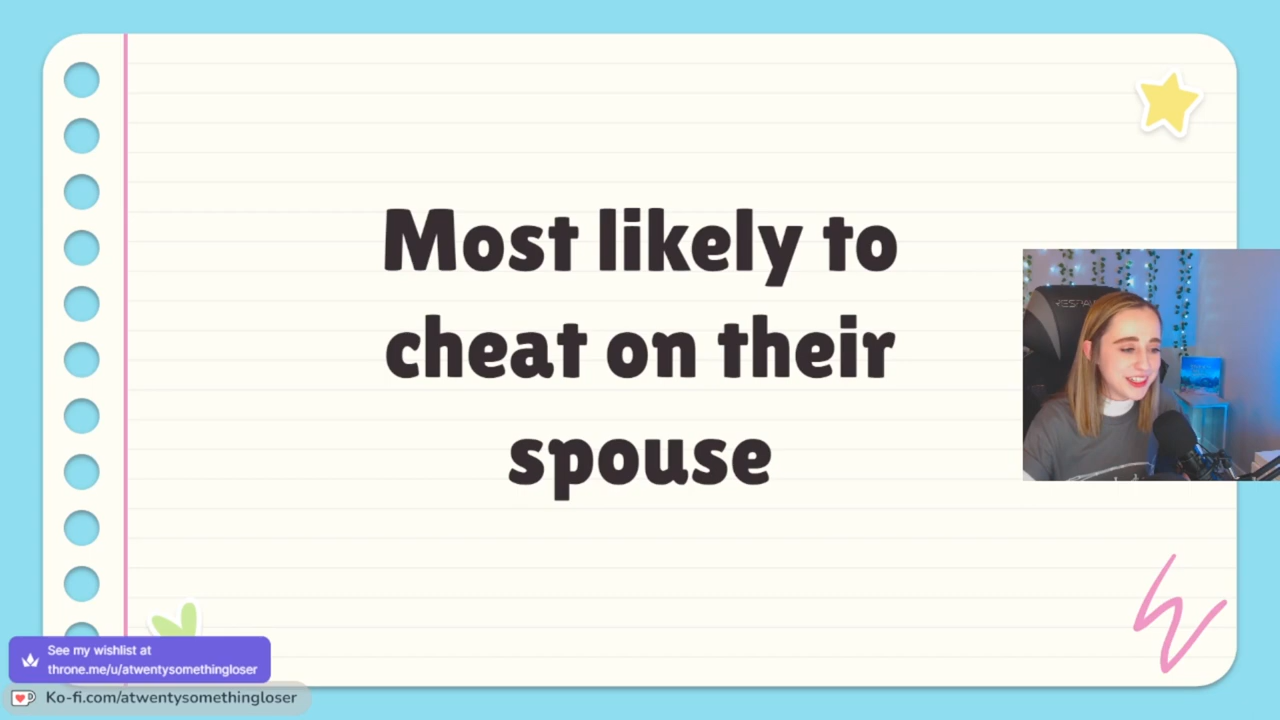 Most likely to
cheat on their
spouse
See my wishlist at
throne.me/u/atwentysomethingloser
Ko-fi.com/atwentysomethingloser